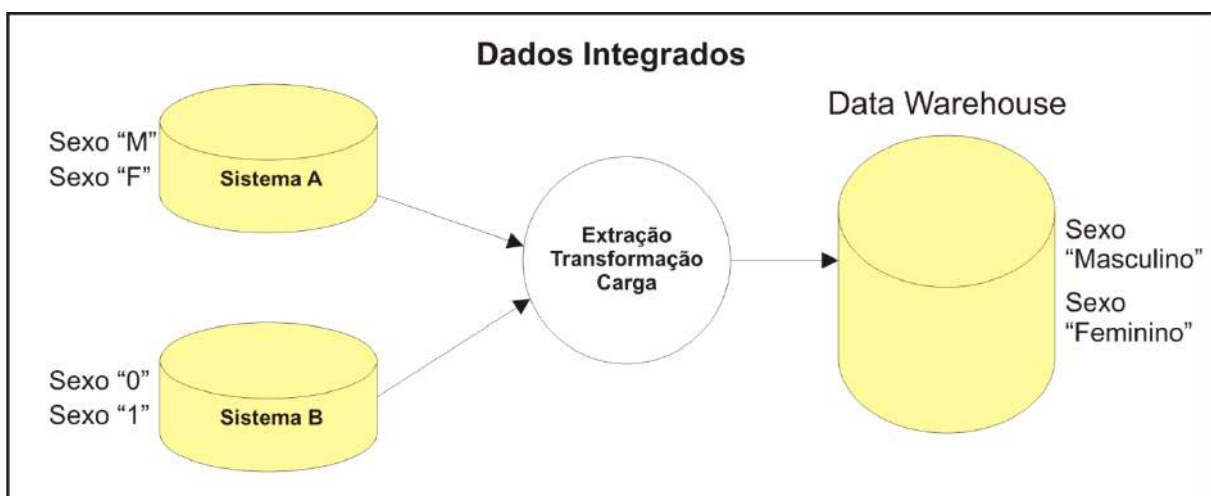 Dados Integrados
Sexo “M”
Sexo “F”
Sistema A
Sexo “0”
Sexo “1”
Sistema B
Extração
Transformação
Carga
Data Warehouse
Sexo
“Masculino”
Sexo
“Feminino”